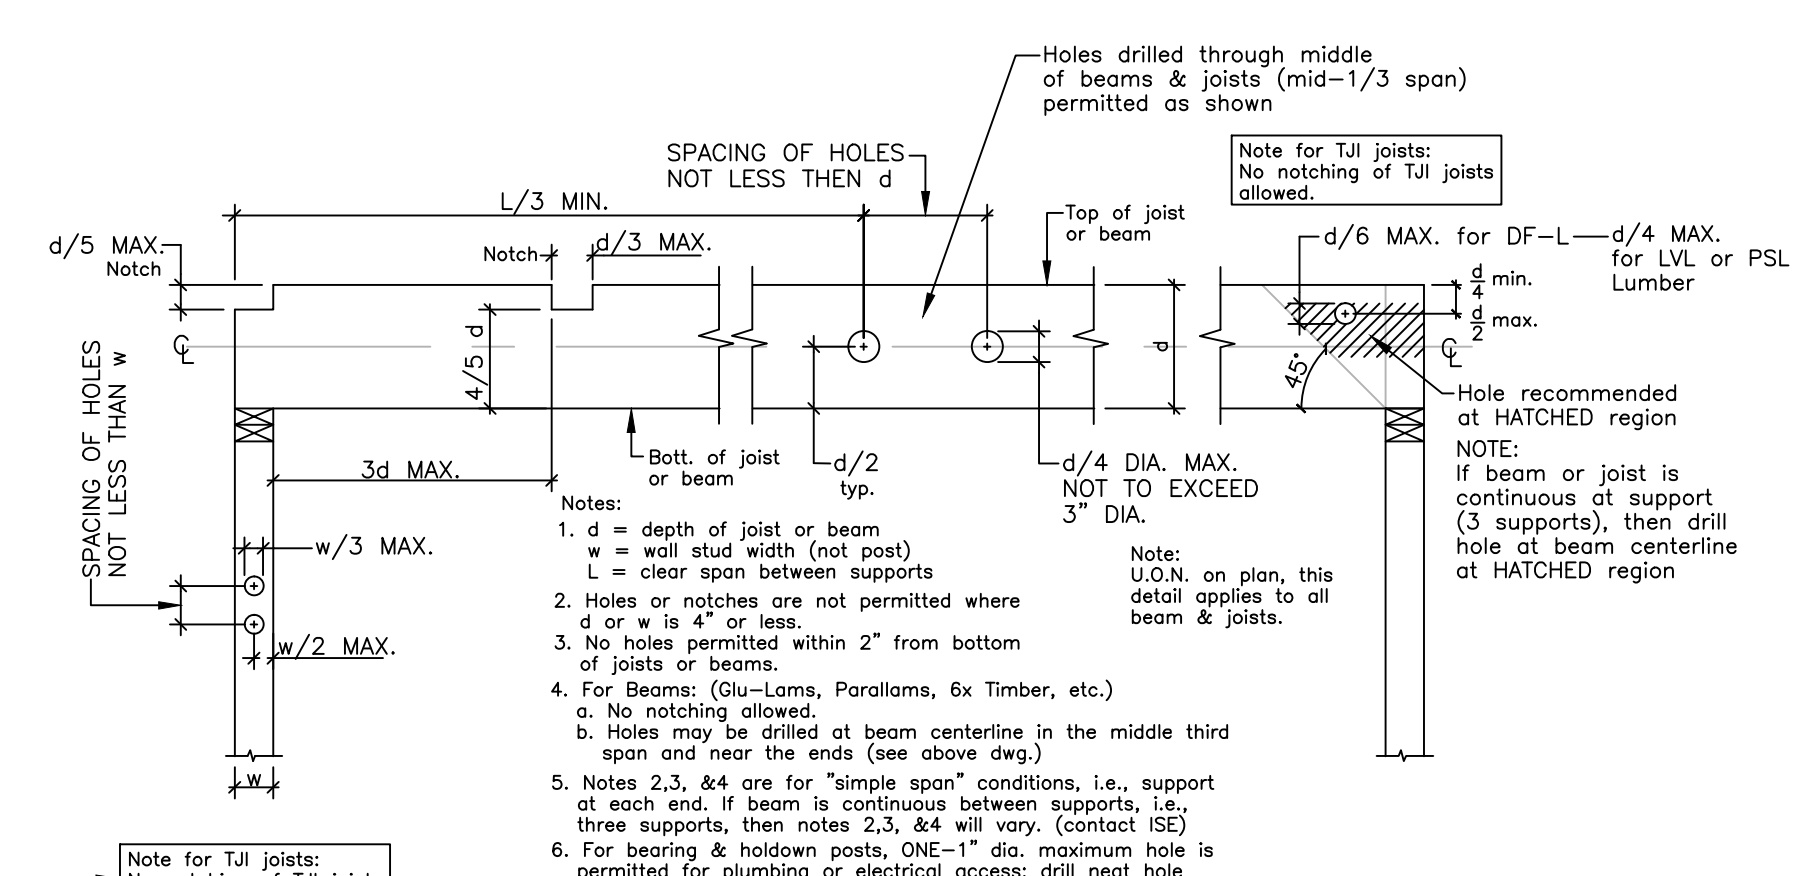 Holes drilled through middle
of beams & joists (mid-1/3 span)
permitted as shown
SPACING OF HOLES
NOT LESS THEN d
Note for TJI joists:
No notching of TJI joists
allowed.
L/3 MIN.
Top of joist
or beam
d/5 MAX.
Notch
Notch
d/3 MAX.
d/6 MAX. for DF-L
d/4 MAX.
for LVL or PSL
Lumber
d/4 min.
d/2 max.
℄
4/5 d
d
45°
℄
SPACING OF HOLES
NOT LESS THAN w
Hole recommended
at HATCHED region
NOTE:
If beam or joist is
continuous at support
(3 supports), then drill
hole at beam centerline
at HATCHED region
3d MAX.
Bott. of joist
or beam
d/2
typ.
d/4 DIA. MAX.
NOT TO EXCEED
3" DIA.
w/3 MAX.
w/2 MAX.
w
Note:
U.O.N. on plan, this
detail applies to all
beam & joists.
Notes:
1. d = depth of joist or beam
w = wall stud width (not post)
L = clear span between supports
2. Holes or notches are not permitted where
d or w is 4" or less.
3. No holes permitted within 2" from bottom
of joists or beams.
4. For Beams: (Glu-Lams, Parallams, 6x Timber, etc.)
a. No notching allowed.
b. Holes may be drilled at beam centerline in the middle third
span and near the ends (see above dwg.)
5. Notes 2,3, &4 are for "simple span" conditions, i.e., support
at each end. If beam is continuous between supports, i.e.,
three supports, then notes 2,3, &4 will vary. (contact ISE)
6. For bearing & holdown posts, ONE-1" dia. maximum hole is
permitted for plumbing or electrical access; drill neat hole
Note for TJI joists: